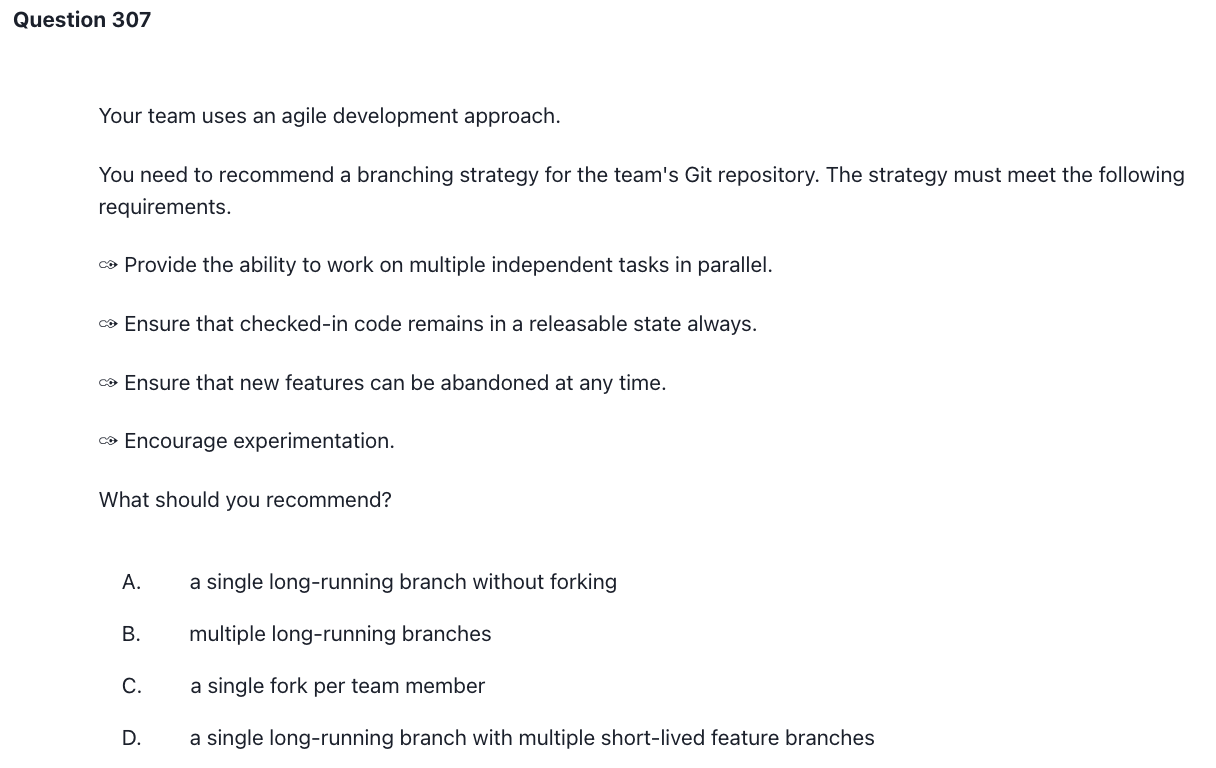 Question 307
Your team uses an agile development approach.
You need to recommend a branching strategy for the team's Git repository. The strategy must meet the following
requirements.
Provide the ability to work on multiple independent tasks in parallel.
Ensure that checked-in code remains in a releasable state always.
Ensure that new features can be abandoned at any time.
Encourage experimentation.
What should you recommend?
A. a single long-running branch without forking
B. multiple long-running branches
C. a single fork per team member
D. a single long-running branch with multiple short-lived feature branches